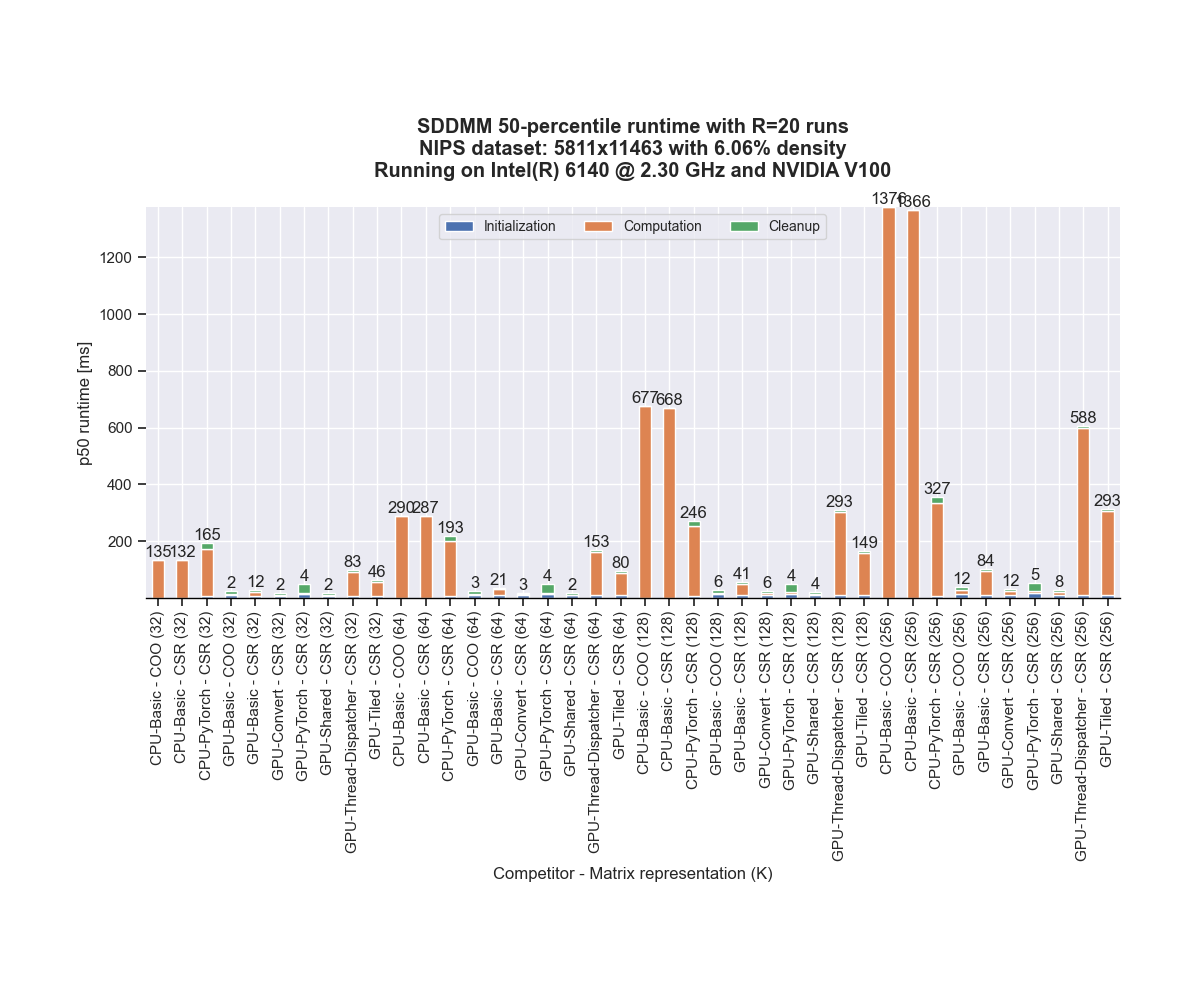 SDDMM 50-percentile runtime with R=20 runs
NIPS dataset: 5811x11463 with 6.06% density
Running on Intel(R) 6140 @ 2.30 GHz and NVIDIA V100
Initialization
Computation
Cleanup
p50 runtime [ms]
1200
1000
800
600
400
200
135
132
165
2
12
2
4
2
83
46
290
287
193
3
21
3
4
2
153
80
677
668
246
6
41
6
4
4
293
149
1376
1366
327
12
84
12
5
8
588
293
CPU-Basic - COO (32)
CPU-Basic - CSR (32)
CPU-PyTorch - CSR (32)
GPU-Basic - COO (32)
GPU-Basic - CSR (32)
GPU-Convert - CSR (32)
GPU-PyTorch - CSR (32)
GPU-Shared - CSR (32)
GPU-Thread-Dispatcher - CSR (32)
GPU-Tiled - CSR (32)
CPU-Basic - COO (64)
CPU-Basic - CSR (64)
CPU-PyTorch - CSR (64)
GPU-Basic - COO (64)
GPU-Basic - CSR (64)
GPU-Convert - CSR (64)
GPU-PyTorch - CSR (64)
GPU-Shared - CSR (64)
GPU-Thread-Dispatcher - CSR (64)
GPU-Tiled - CSR (64)
CPU-Basic - COO (128)
CPU-Basic - CSR (128)
CPU-PyTorch - CSR (128)
GPU-Basic - COO (128)
GPU-Basic - CSR (128)
GPU-Convert - CSR (128)
GPU-PyTorch - CSR (128)
GPU-Shared - CSR (128)
GPU-Thread-Dispatcher - CSR (128)
GPU-Tiled - CSR (128)
CPU-Basic - COO (256)
CPU-Basic - CSR (256)
CPU-PyTorch - CSR (256)
GPU-Basic - COO (256)
GPU-Basic - CSR (256)
GPU-Convert - CSR (256)
GPU-PyTorch - CSR (256)
GPU-Shared - CSR (256)
GPU-Thread-Dispatcher - CSR (256)
GPU-Tiled - CSR (256)
Competitor - Matrix representation (K)